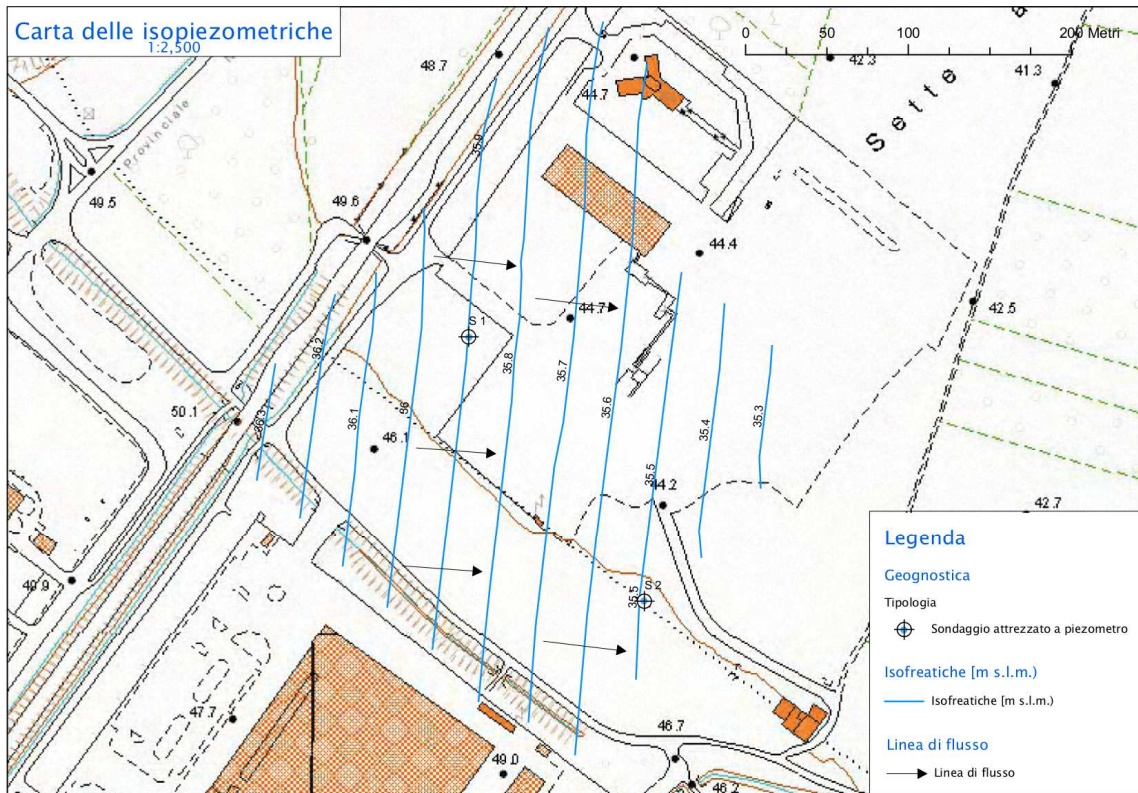 Carta delle isopiezometriche
1:2,500
0 50 100 200 Metri
48.7
42.3
41.3
44.7
Sette
Provinciale
49.5
49.6
35.9
44.4
44.7
42.5
S 1
36.2
35.8
35.7
36.1
36
35.6
35.4
35.3
36.3
50.1
46.1
35.5
44.2
42.7
35.5
S 2
49.9
47.7
46.7
49.0
46.2
Legenda
Geognostica
Tipologia
Sondaggio attrezzato a piezometro
Isofreatiche [m s.l.m.)
Isofreatiche [m s.l.m.)
Linea di flusso
Linea di flusso